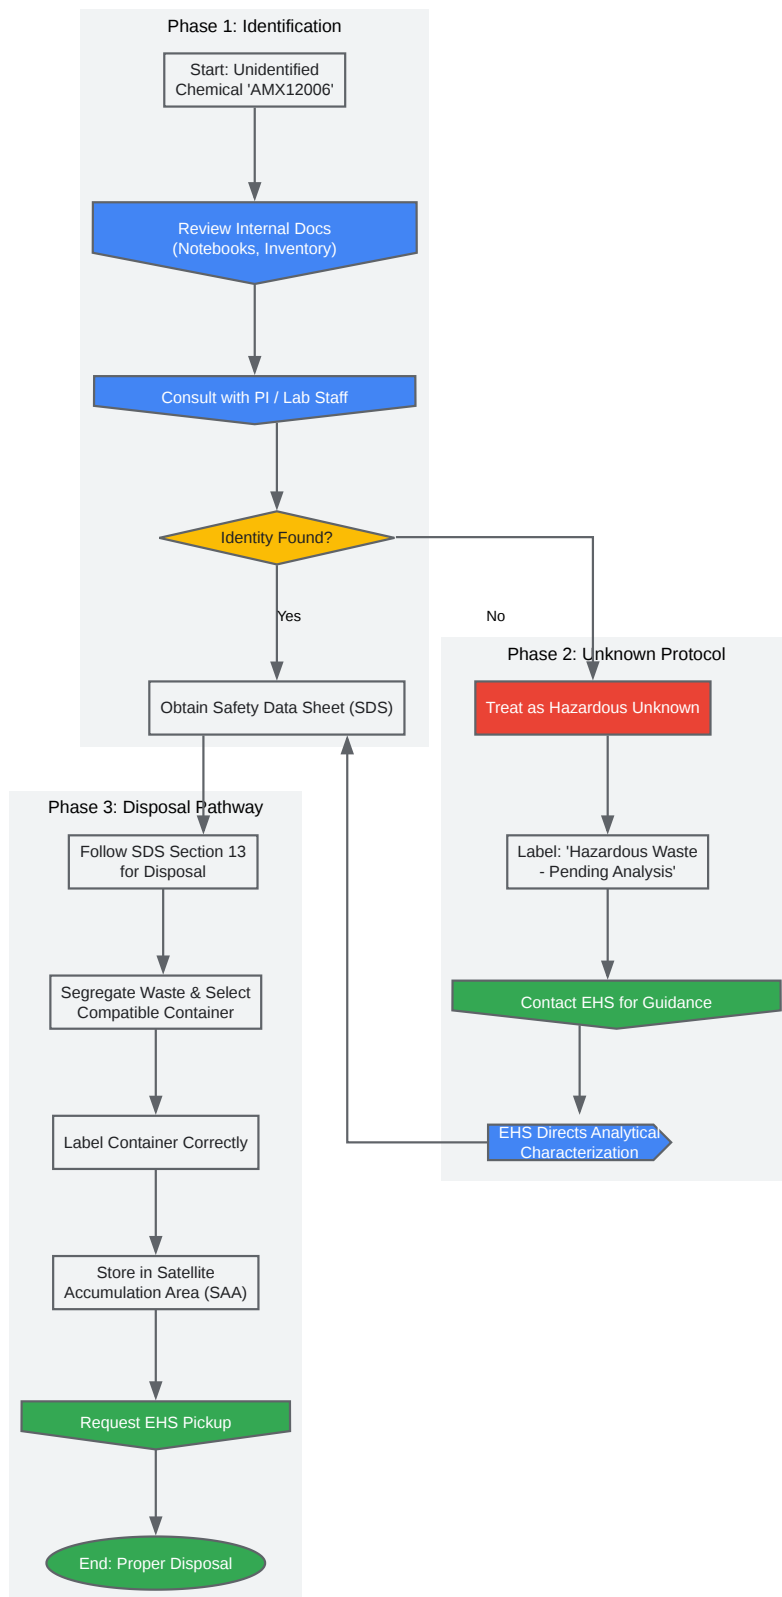 Phase 1: Identification
Start: Unidentified
Chemical 'AMX12006'
Review Internal Docs
(Notebooks, Inventory)
Consult with PI / Lab Staff
Identity Found?
Yes
No
Obtain Safety Data Sheet (SDS)
Phase 2: Unknown Protocol
Treat as Hazardous Unknown
Label: 'Hazardous Waste
- Pending Analysis'
Contact EHS for Guidance
EHS Directs Analytical
Characterization
Phase 3: Disposal Pathway
Follow SDS Section 13
for Disposal
Segregate Waste & Select
Compatible Container
Label Container Correctly
Store in Satellite
Accumulation Area (SAA)
Request EHS Pickup
End: Proper Disposal